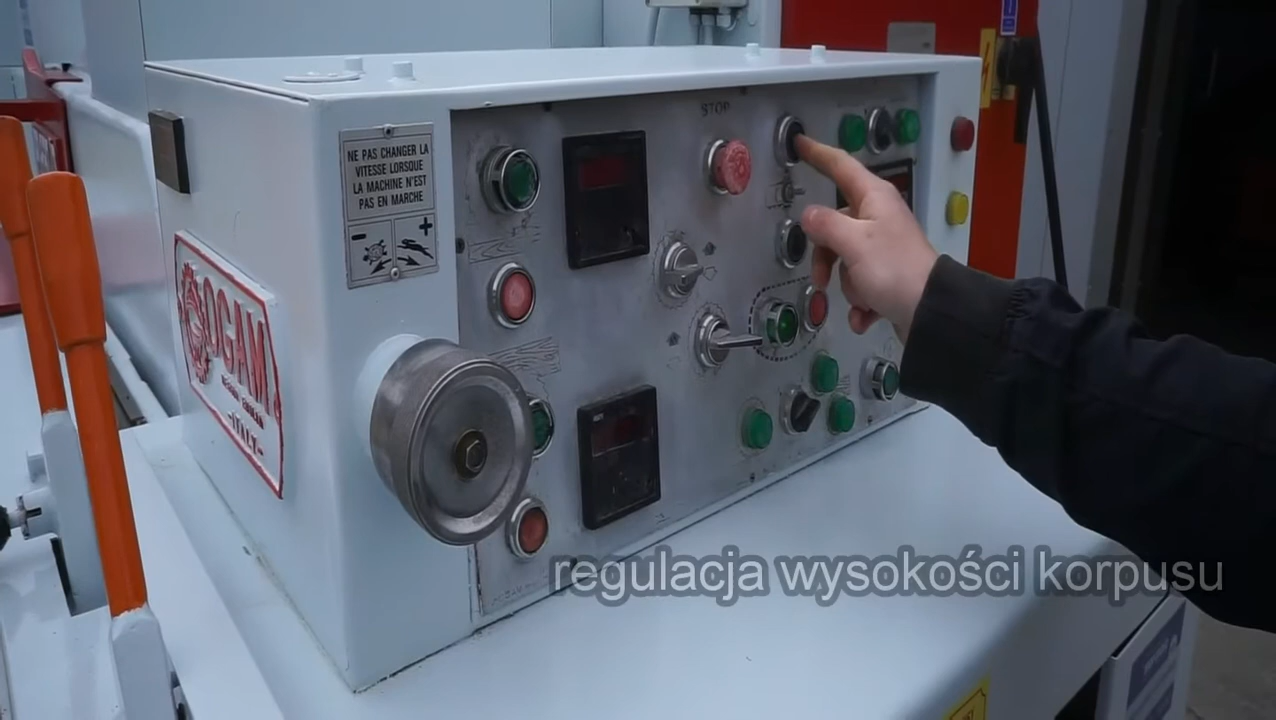 STOP
NE PAS CHANGER LA
VITESSE LORSQUE
LA MACHINE N'EST
PAS EN MARCHE
- +
OGAM
-ITALY-
regulacja wysokości korpusu